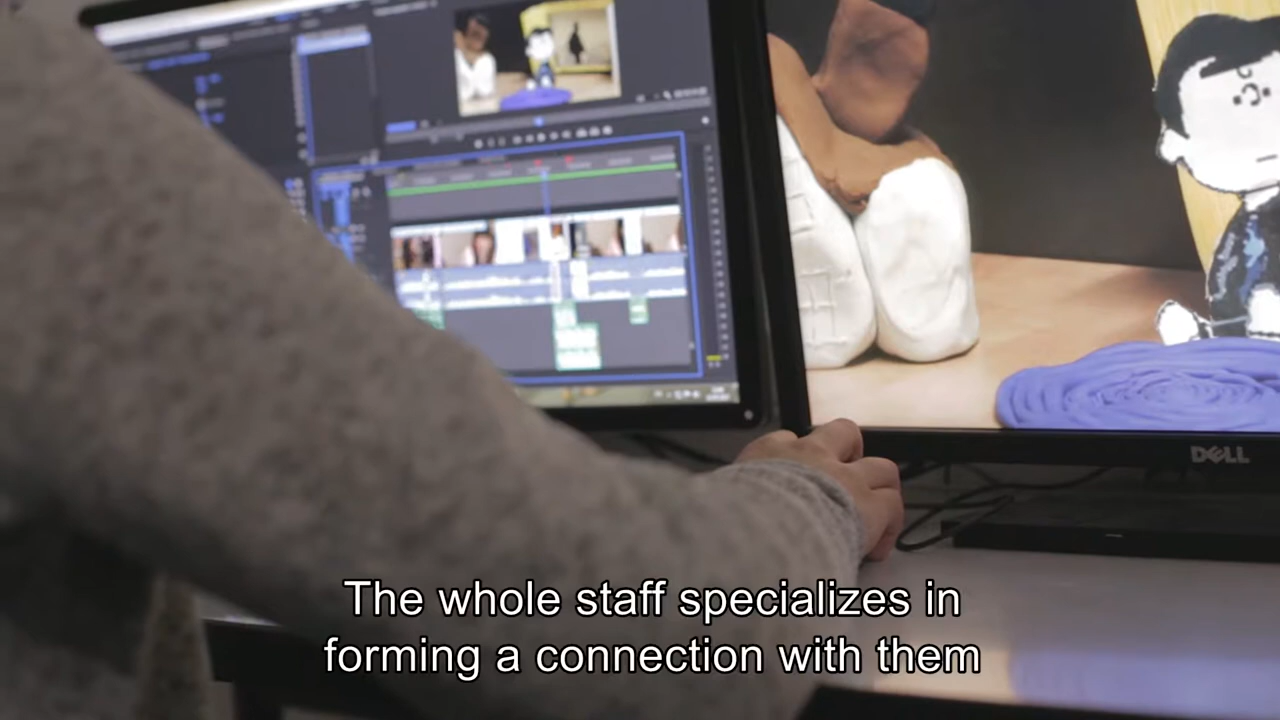 DELL
The whole staff specializes in
forming a connection with them